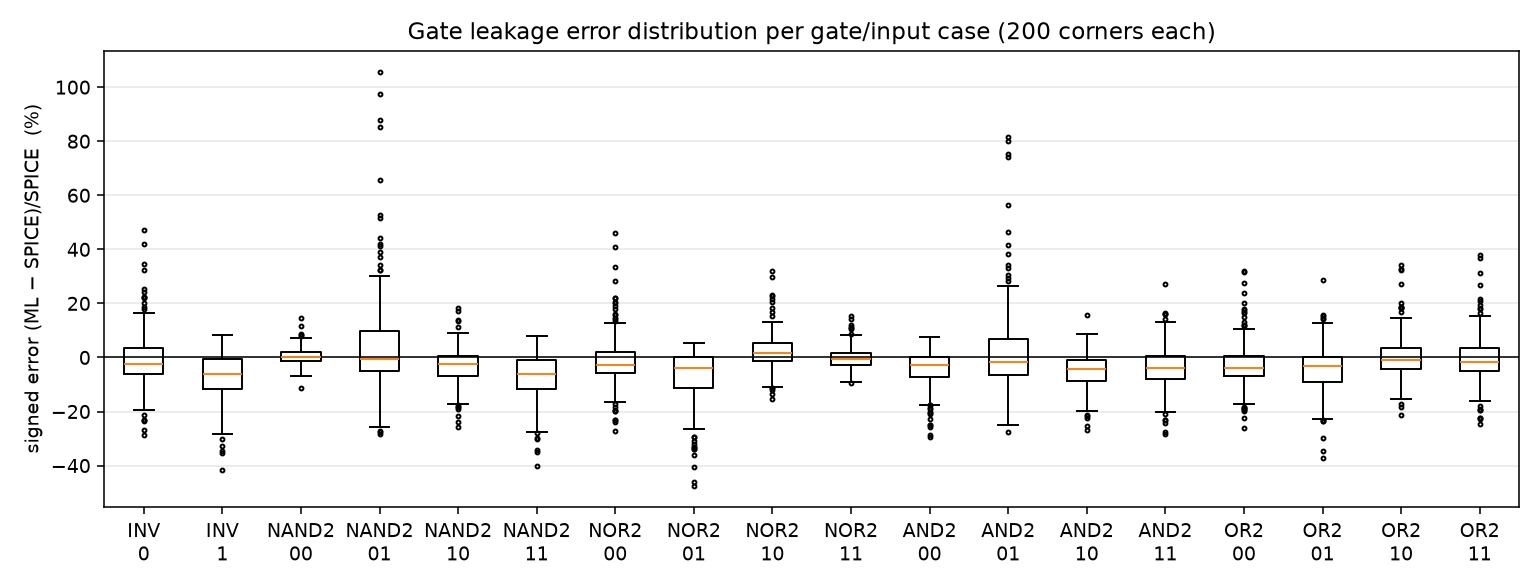 Gate leakage error distribution per gate/input case (200 corners each)
signed error (ML − SPICE)/SPICE (%)
100
80
60
40
20
0
−20
−40
INV INV NAND2 NAND2 NAND2 NAND2 NOR2 NOR2 NOR2 NOR2 AND2 AND2 AND2 AND2 OR2 OR2 OR2 OR2
0 1 00 01 10 11 00 01 10 11 00 01 10 11 00 01 10 11